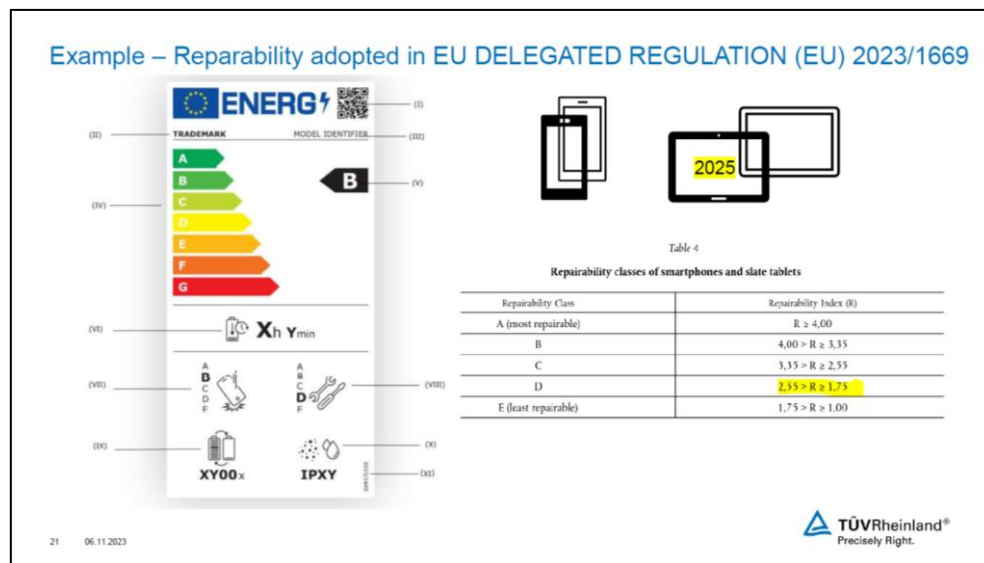 Example – Reparability adopted in EU DELEGATED REGULATION (EU) 2023/1669
ENERG
(I)
(II)
TRADEMARK
MODEL IDENTIFIER
(III)
A
B
C
D
E
F
G
B
(V)
(IV)
(VI)
Xh Ymin
(VII)
A
B
C
D
E
A
B
C
D
E
(VIII)
(IX)
(X)
XY00x
IPXY
(XI)
2025
Table 4
Repairability classes of smartphones and slate tablets
Repairability Class Repairability Index (R)
A (most repairable) R ≥ 4,00
B 4,00 > R ≥ 3,35
C 3,35 > R ≥ 2,55
D 2,55 > R ≥ 1,75
E (least repairable) 1,75 > R ≥ 1,00
21 06.11.2023
TÜVRheinland®
Precisely Right.